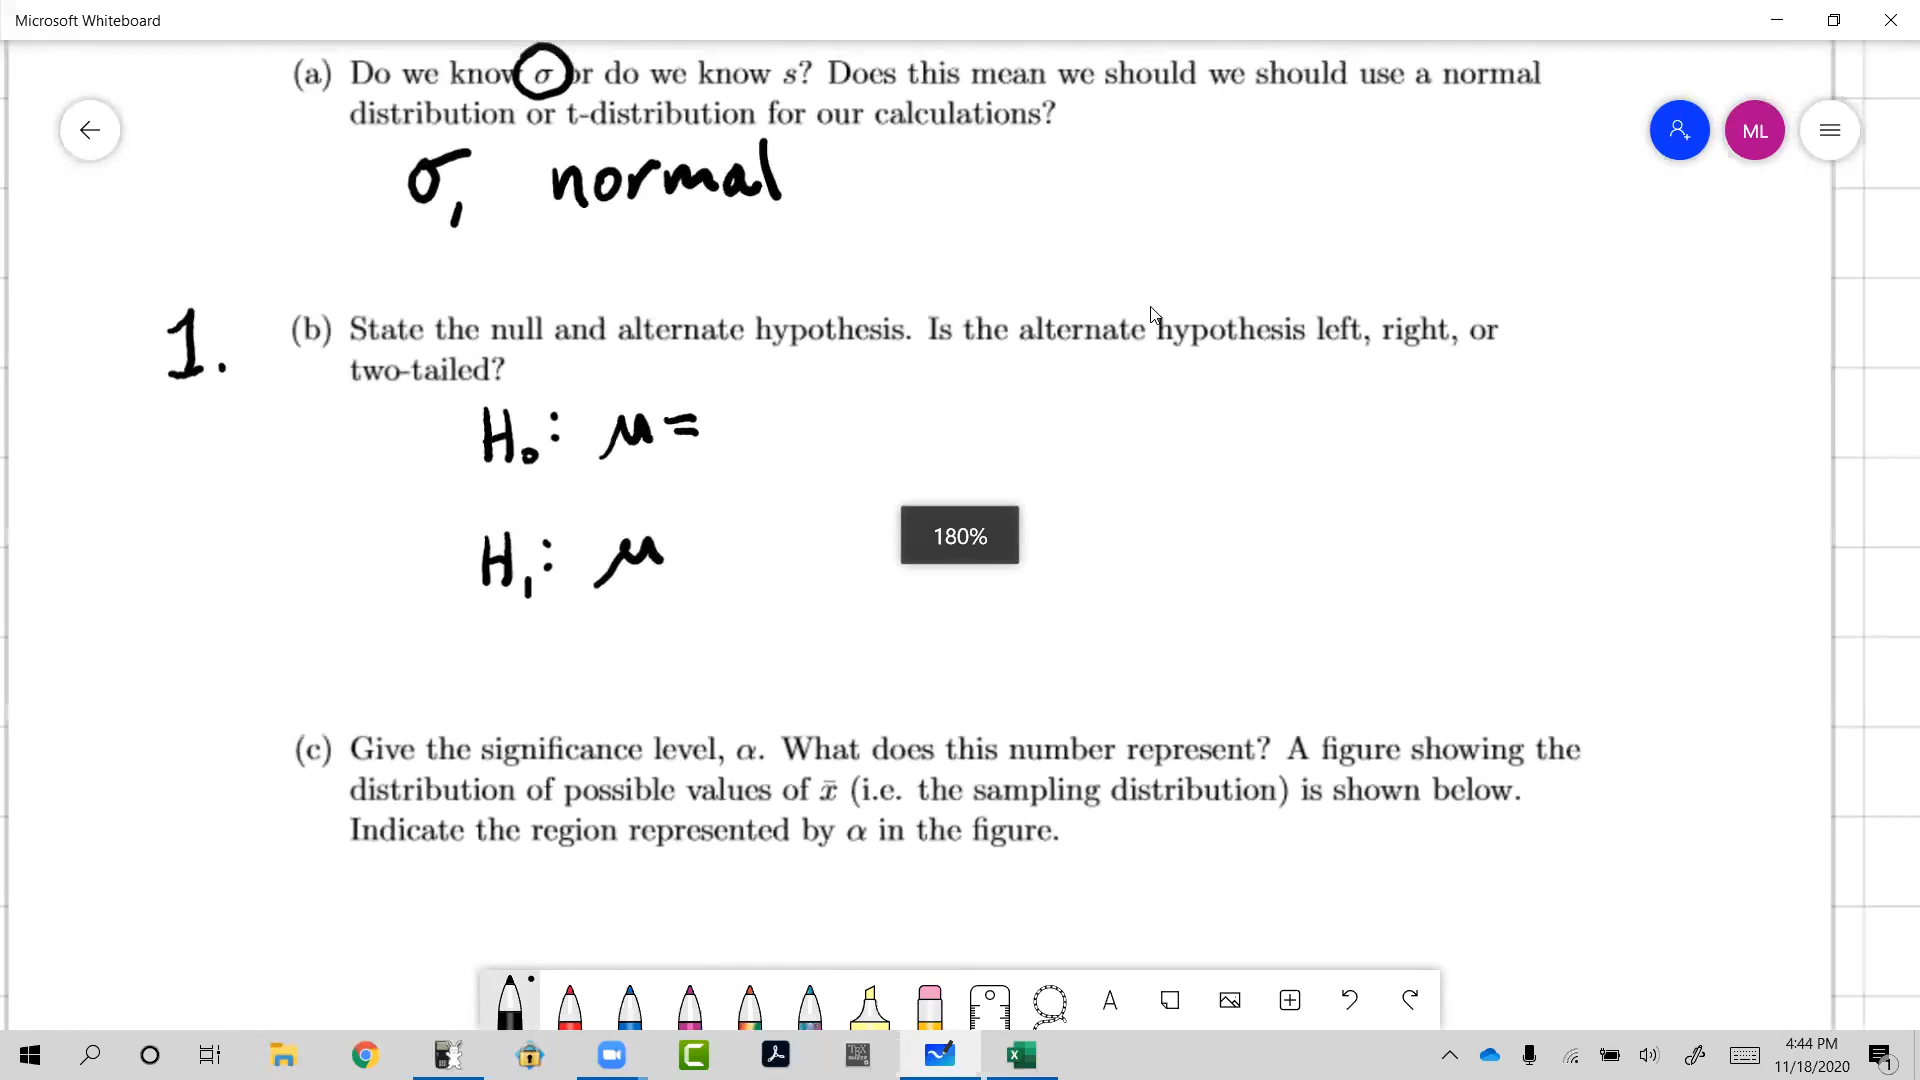 Microsoft Whiteboard
(a) Do we know σ or do we know s? Does this mean we should we should use a normal
distribution or t-distribution for our calculations?
ML
σ, normal
1.
(b) State the null and alternate hypothesis. Is the alternate hypothesis left, right, or
two-tailed?
H₀: μ=
180%
H₁: μ
(c) Give the significance level, α. What does this number represent? A figure showing the
distribution of possible values of x̄ (i.e. the sampling distribution) is shown below.
Indicate the region represented by α in the figure.
4:44 PM
11/18/2020
1